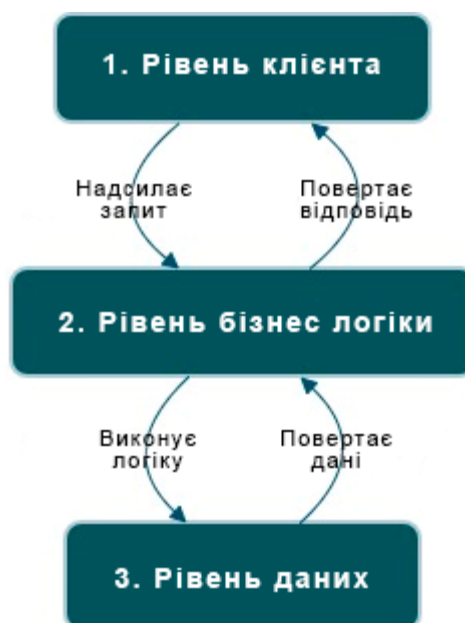 1. Рівень клієнта
Надсилає
запит
Повертає
відповідь
2. Рівень бізнес логіки
Виконує
логіку
Повертає
дані
3. Рівень даних